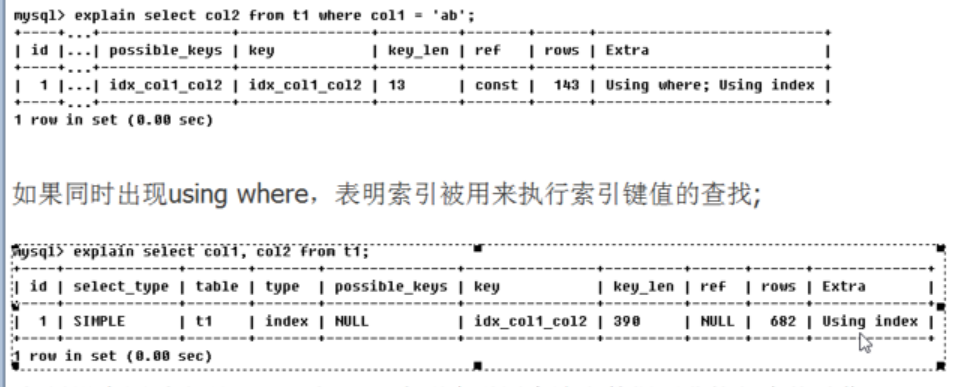 mysql> explain select col2 from t1 where col1 = 'ab';
+----+...+---------------+---------------+---------+-------+------+--------------------------+
| id |...| possible_keys | key | key_len | ref | rows | Extra |
+----+...+---------------+---------------+---------+-------+------+--------------------------+
| 1 |...| idx_col1_col2 | idx_col1_col2 | 13 | const | 143 | Using where; Using index |
+----+...+---------------+---------------+---------+-------+------+--------------------------+
1 row in set (0.00 sec)
如果同时出现using where，表明索引被用来执行索引键值的查找;
mysql> explain select col1, col2 from t1;
+----+-------------+-------+-------+---------------+---------------+---------+------+------+-------------+
| id | select_type | table | type | possible_keys | key | key_len | ref | rows | Extra |
+----+-------------+-------+-------+---------------+---------------+---------+------+------+-------------+
| 1 | SIMPLE | t1 | index | NULL | idx_col1_col2 | 390 | NULL | 682 | Using index |
+----+-------------+-------+-------+---------------+---------------+---------+------+------+-------------+
1 row in set (0.00 sec)